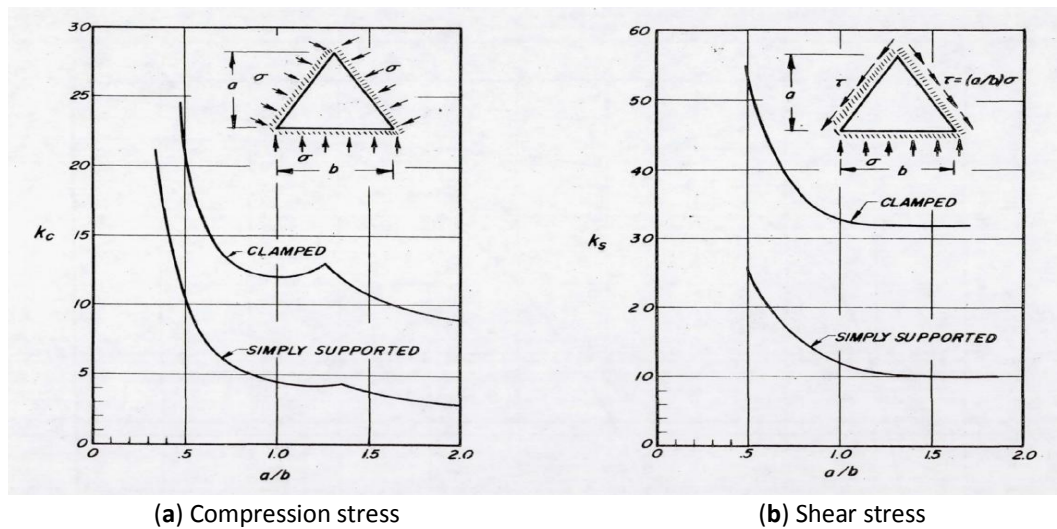 30
25
20
15
10
5
0
k_c
0
.5
1.0
1.5
2.0
a/b
a
σ
σ
σ
b
CLAMPED
SIMPLY SUPPORTED
60
50
40
30
20
10
0
k_s
0
.5
1.0
1.5
2.0
a/b
a
τ
τ=(a/b)σ
σ
b
CLAMPED
SIMPLY SUPPORTED
(a) Compression stress
(b) Shear stress